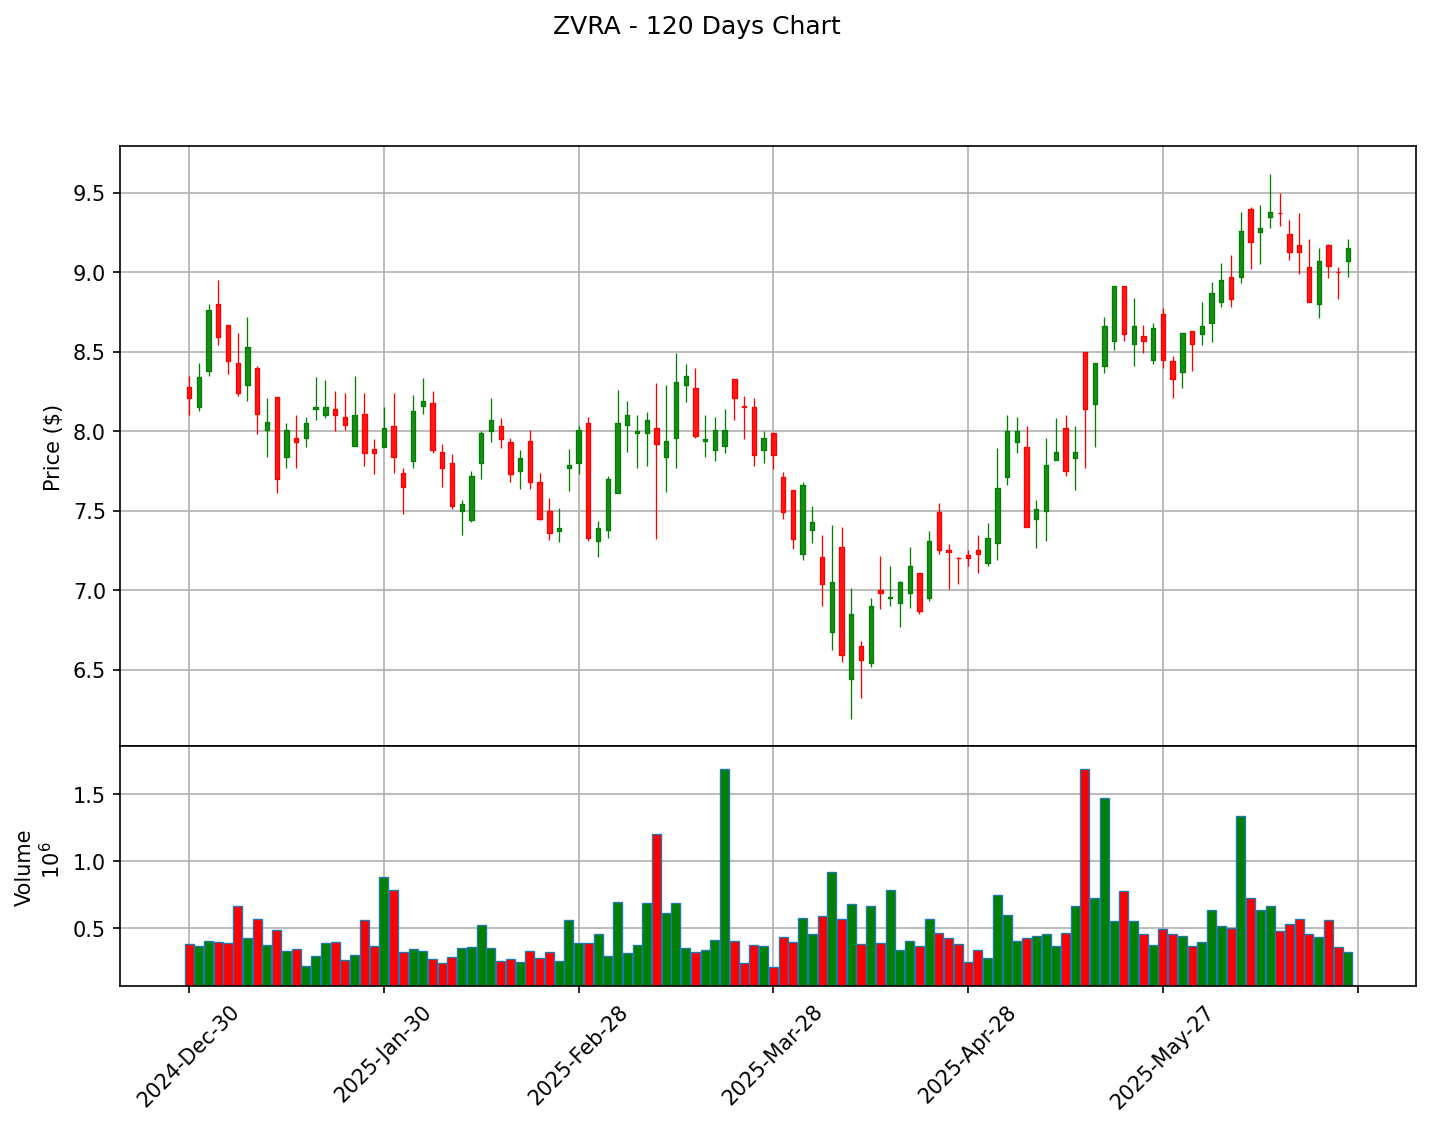 ZVRA - 120 Days Chart
Price ($)
9.5
9.0
8.5
8.0
7.5
7.0
6.5
Volume
10⁶
1.5
1.0
0.5
2024-Dec-30
2025-Jan-30
2025-Feb-28
2025-Mar-28
2025-Apr-28
2025-May-27